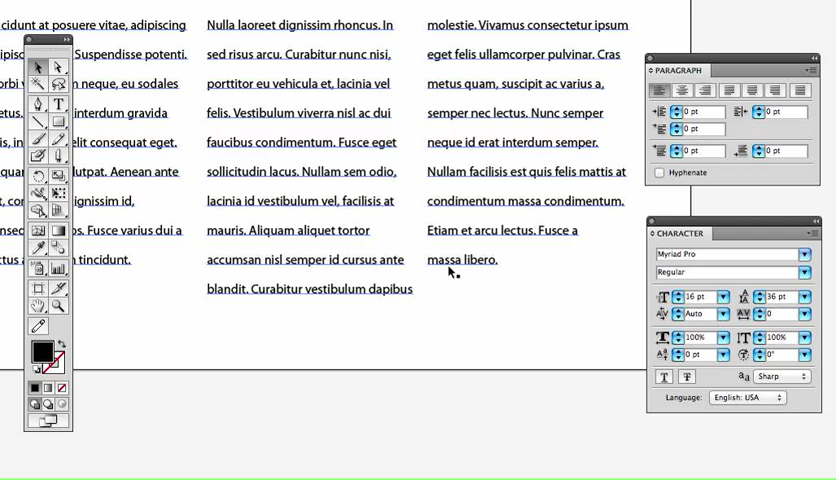 cidunt at posuere vitae, adipiscing
Suspendisse potenti.
neque, eu sodales
interdum gravida
elit consequat eget.
lutpat. Aenean ante
dignissim id,
os. Fusce varius dui a
tincidunt.
Nulla laoreet dignissim rhoncus. In
sed risus arcu. Curabitur nunc nisi,
porttitor eu vehicula et, lacinia vel
felis. Vestibulum viverra nisl ac dui
faucibus condimentum. Fusce eget
sollicitudin lacus. Nullam sem odio,
lacinia id vestibulum vel, facilisis at
mauris. Aliquam aliquet tortor
accumsan nisl semper id cursus ante
blandit. Curabitur vestibulum dapibus
molestie. Vivamus consectetur ipsum
eget felis ullamcorper pulvinar. Cras
metus quam, suscipit ac varius a,
semper nec lectus. Nunc semper
neque id erat interdum semper.
Nullam facilisis est quis felis mattis at
condimentum massa condimentum.
Etiam et arcu lectus. Fusce a
massa libero.
PARAGRAPH
0 pt 0 pt
0 pt
0 pt 0 pt
Hyphenate
CHARACTER
Myriad Pro
Regular
16 pt 36 pt
Auto 0
100% 100%
0 pt 0°
Sharp
Language: English: USA